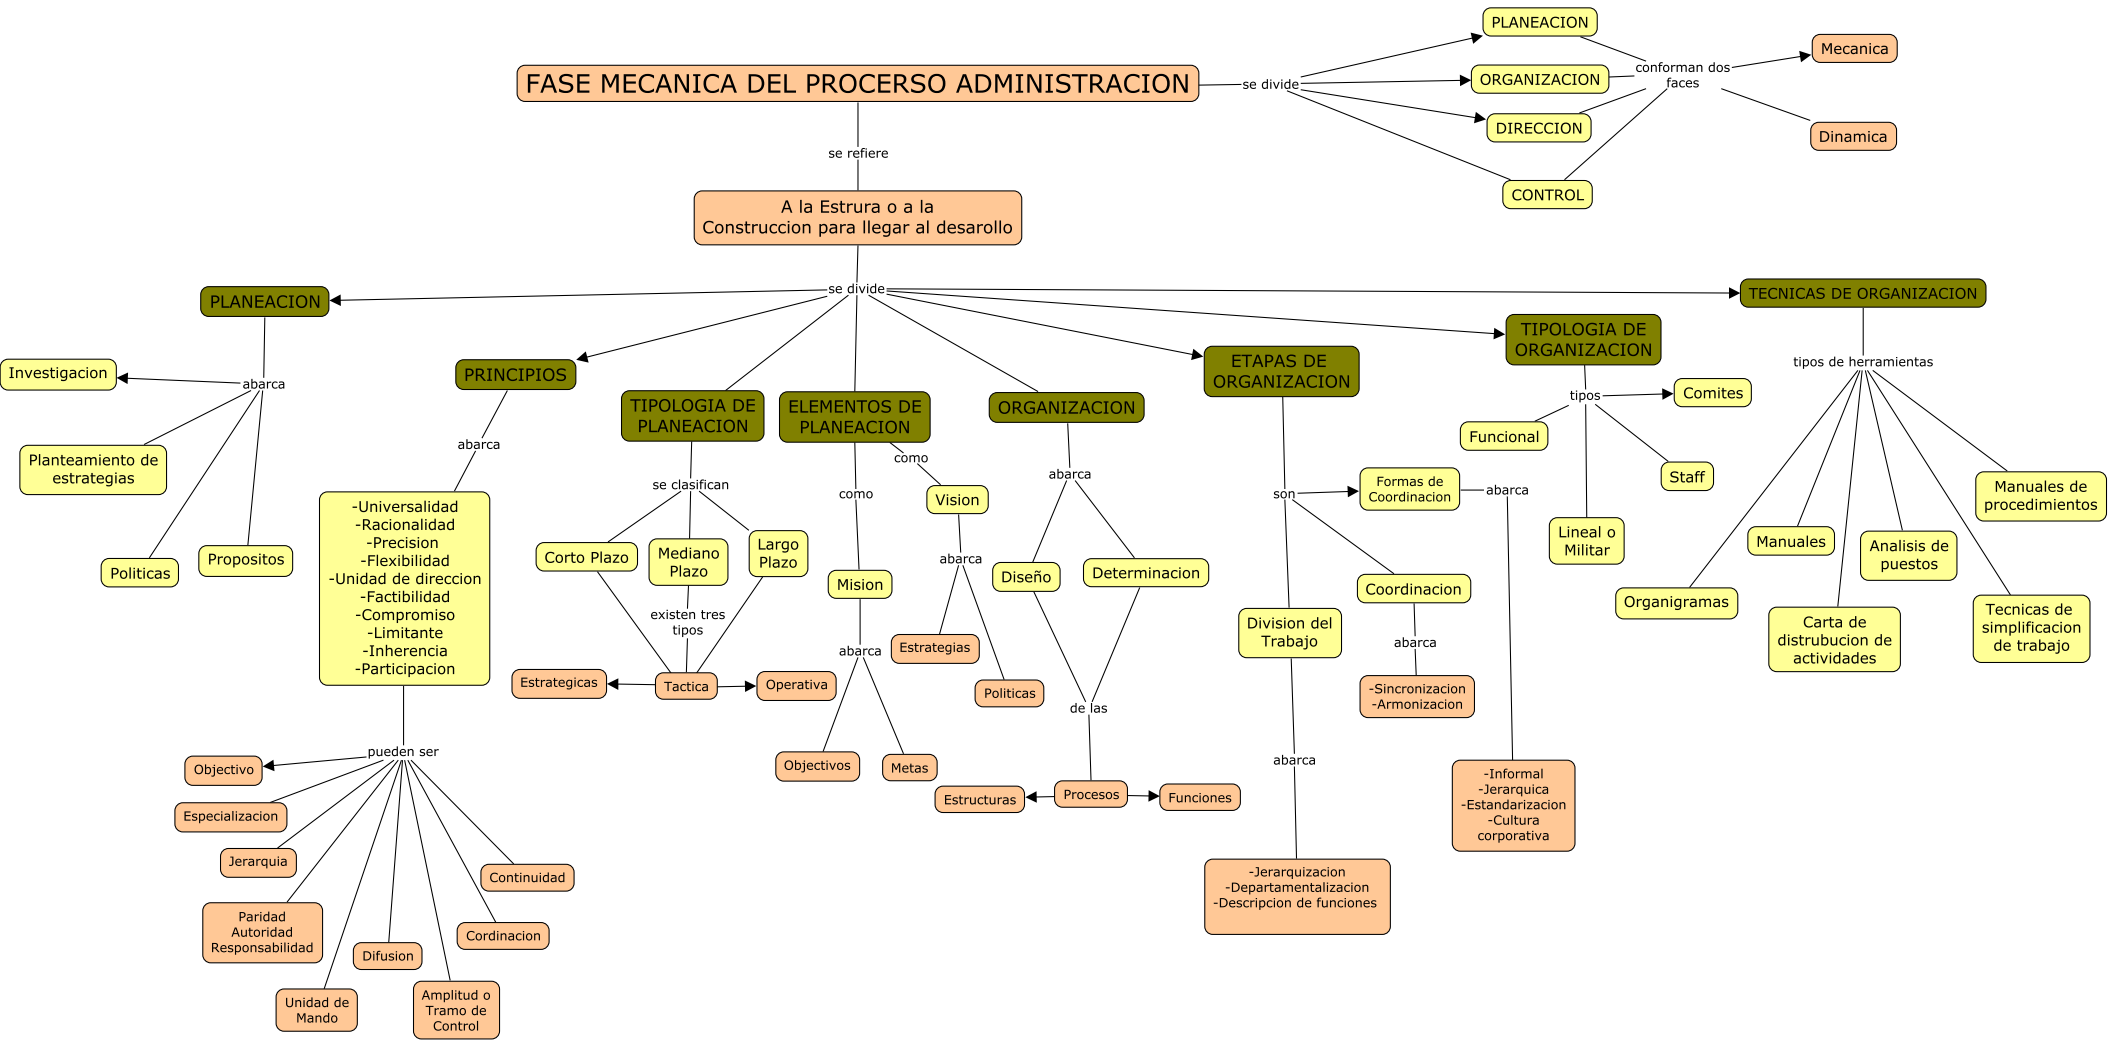 PLANEACION
Mecanica
FASE MECANICA DEL PROCERSO ADMINISTRACION
se divide
ORGANIZACION
conforman dos
faces
DIRECCION
Dinamica
CONTROL
se refiere
A la Estrura o a la
Construccion para llegar al desarollo
se divide
PLANEACION
abarca
Investigacion
Planteamiento de
estrategias
Politicas
Propositos
PRINCIPIOS
abarca
-Universalidad
-Racionalidad
-Precision
-Flexibilidad
-Unidad de direccion
-Factibilidad
-Compromiso
-Limitante
-Inherencia
-Participacion
pueden ser
Objectivo
Especializacion
Jerarquia
Paridad
Autoridad
Responsabilidad
Unidad de
Mando
Difusion
Amplitud o
Tramo de
Control
Cordinacion
Continuidad
TIPOLOGIA DE
PLANEACION
se clasifican
Corto Plazo
Mediano
Plazo
Largo
Plazo
existen tres
tipos
Estrategicas
Tactica
Operativa
ELEMENTOS DE
PLANEACION
como
como
Vision
Mision
abarca
Estrategias
Politicas
abarca
Objectivos
Metas
ORGANIZACION
abarca
Diseño
Determinacion
de las
Estructuras
Procesos
Funciones
ETAPAS DE
ORGANIZACION
son
Formas de
Coordinacion
abarca
-Informal
-Jerarquica
-Estandarizacion
-Cultura
corporativa
Coordinacion
abarca
-Sincronizacion
-Armonizacion
Division del
Trabajo
abarca
-Jerarquizacion
-Departamentalizacion
-Descripcion de funciones
TIPOLOGIA DE
ORGANIZACION
tipos
Comites
Funcional
Staff
Lineal o
Militar
TECNICAS DE ORGANIZACION
tipos de herramientas
Organigramas
Manuales
Carta de
distrubucion de
actividades
Analisis de
puestos
Tecnicas de
simplificacion
de trabajo
Manuales de
procedimientos